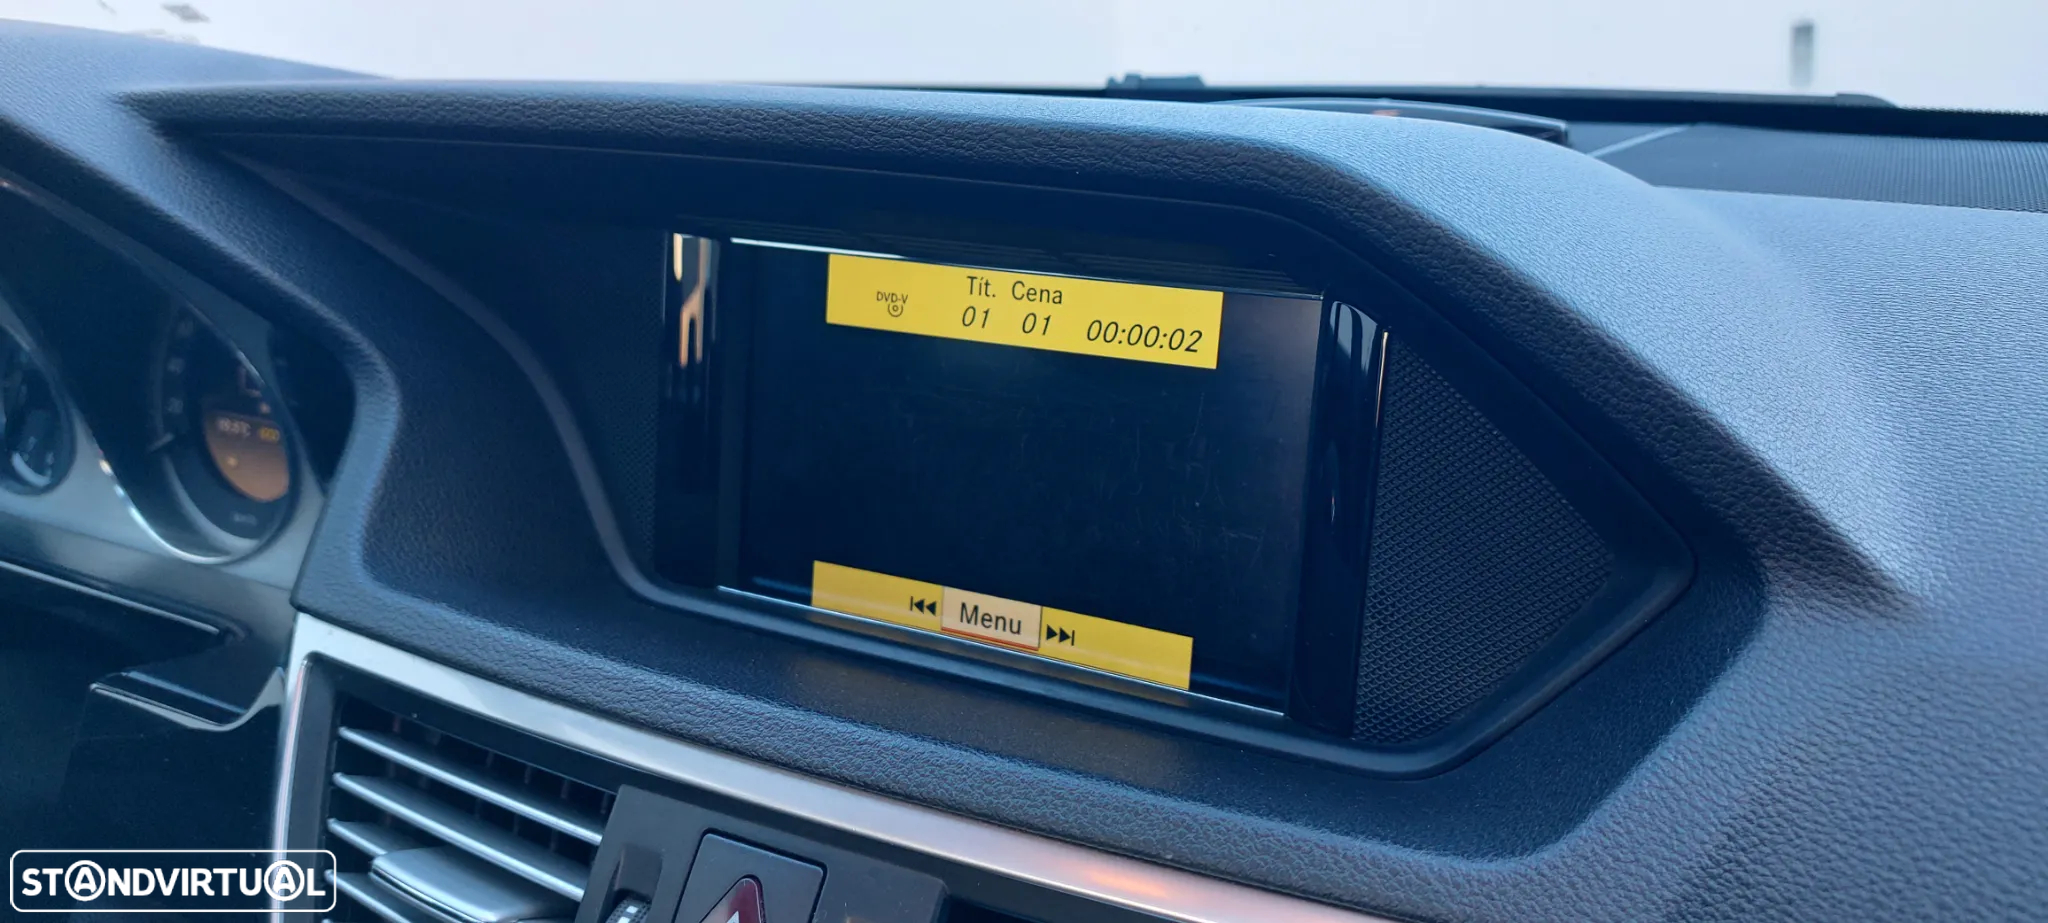 Tít. Cena
DVD-V 01 01 00:00:02
Menu
STANDVIRTUAL